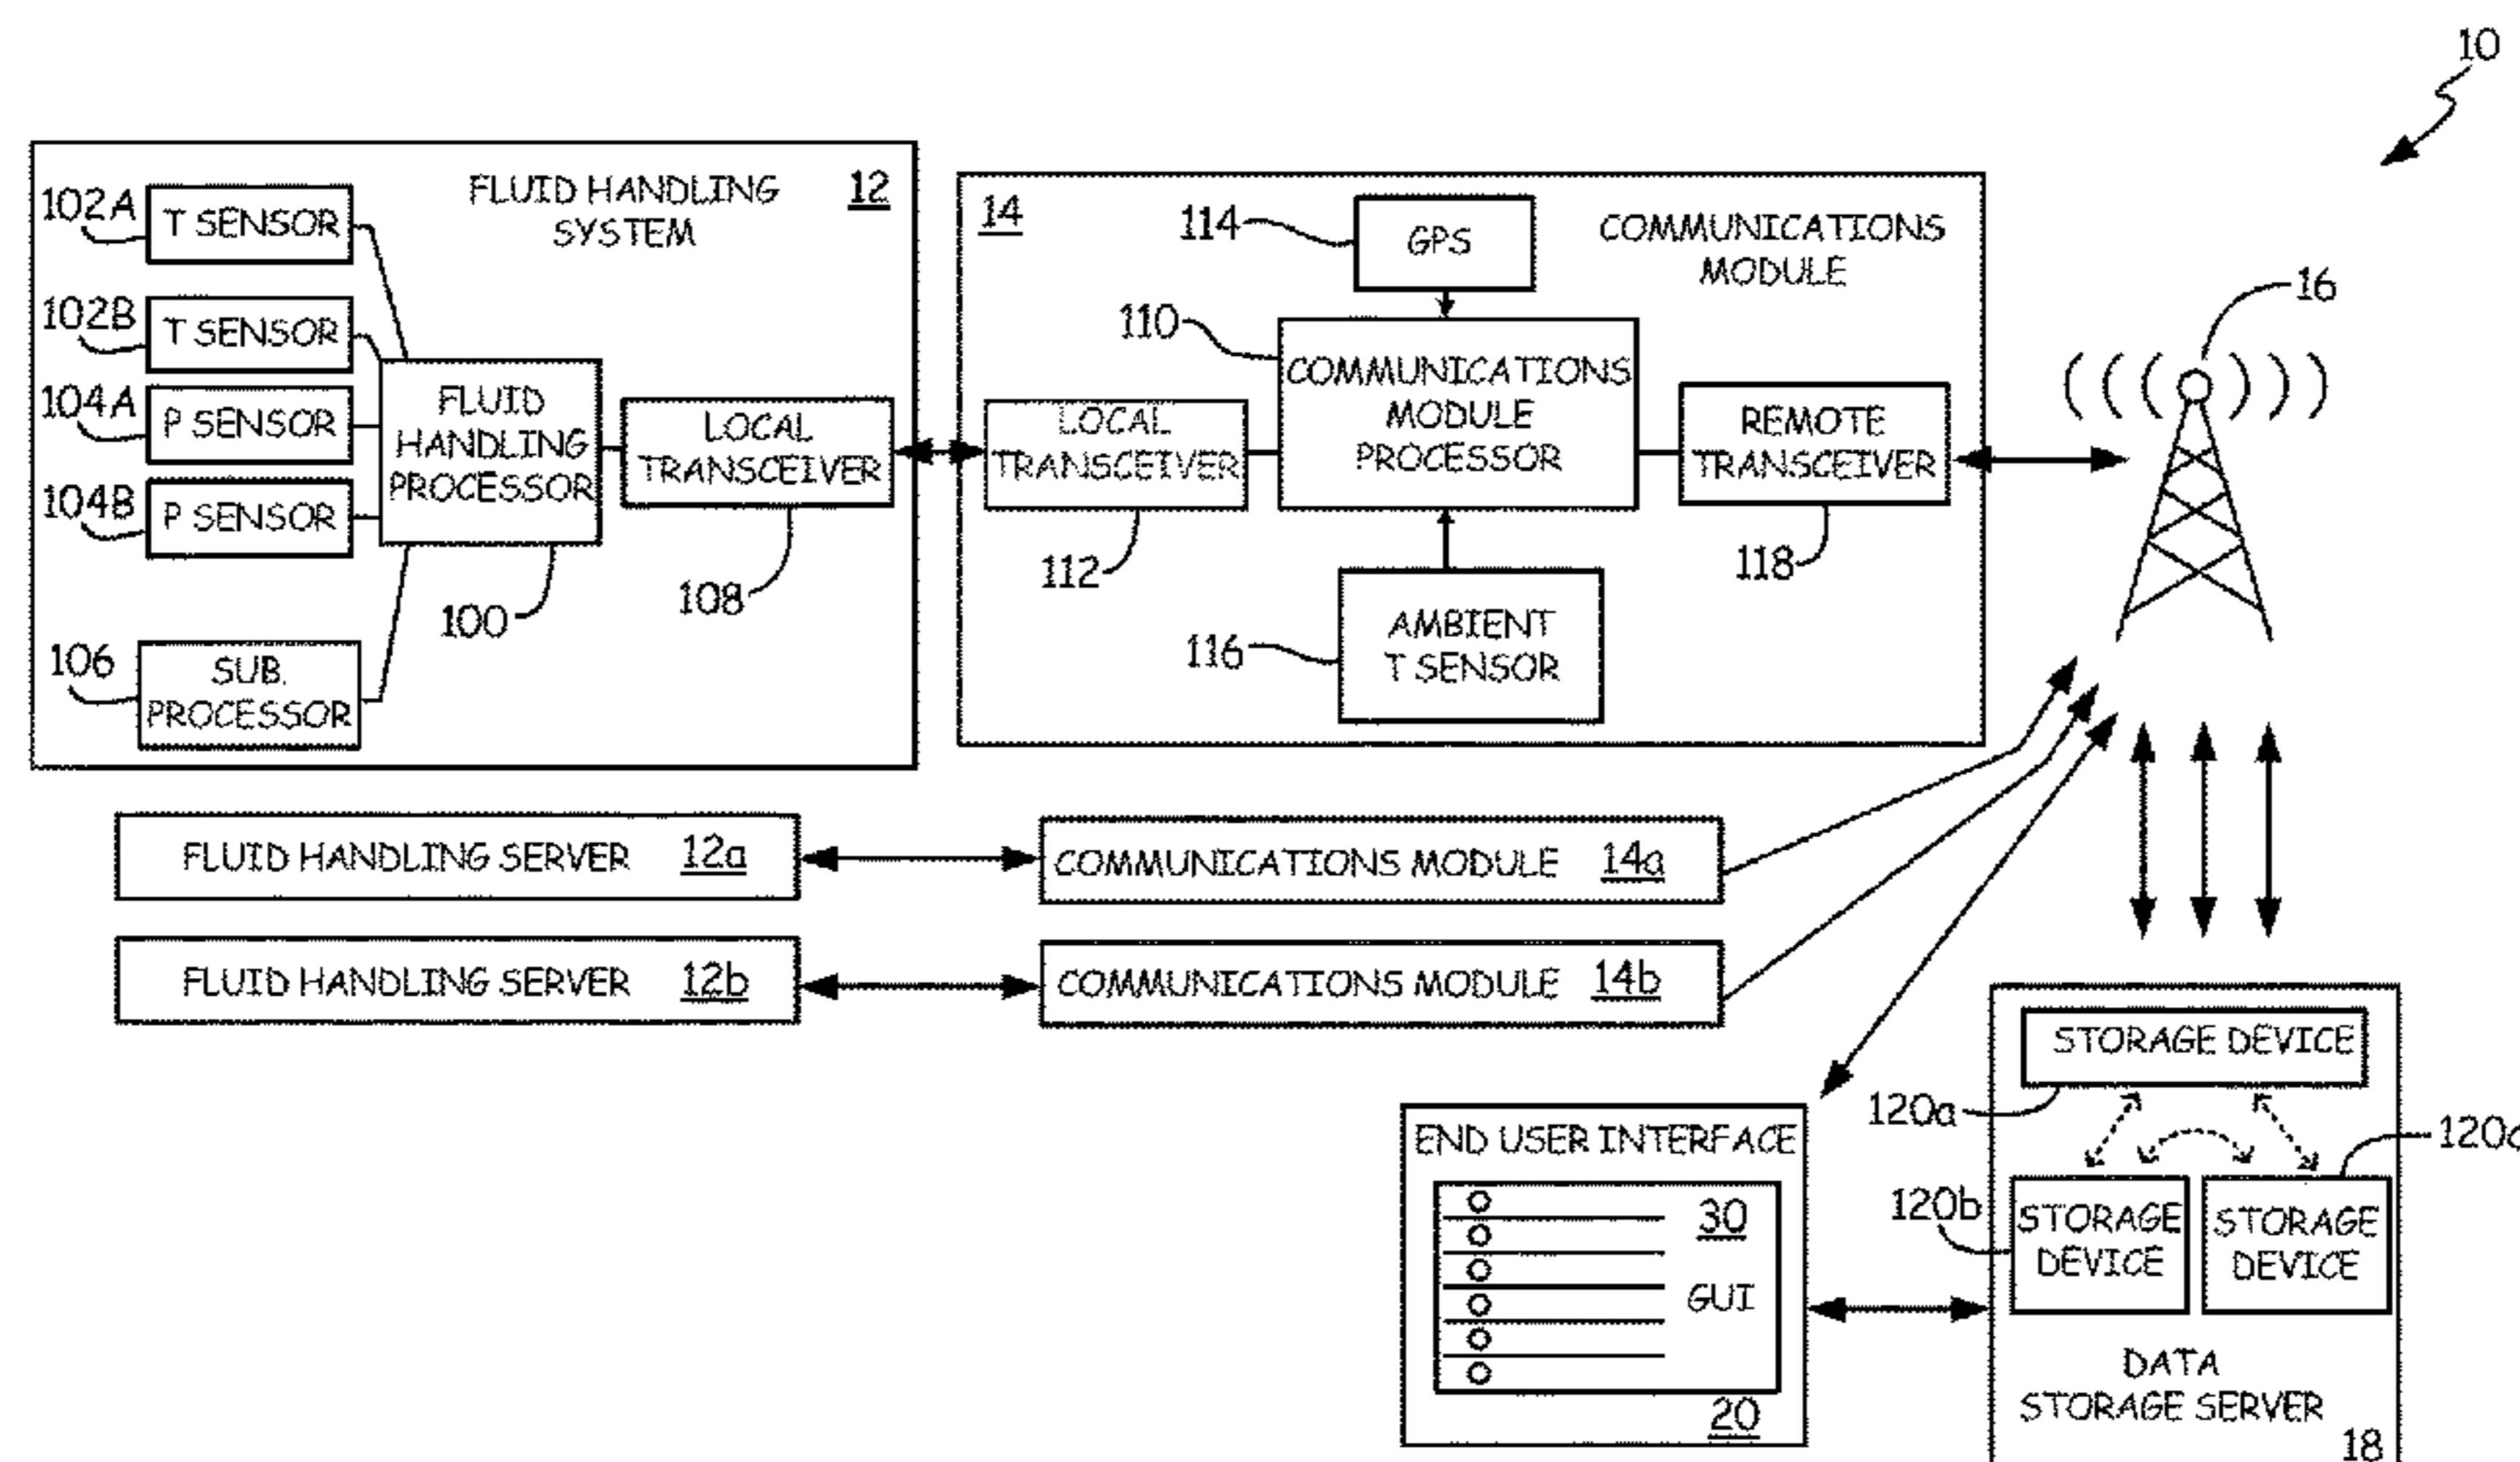 10
FLUID HANDLING
SYSTEM
12
102A
T SENSOR
102B
T SENSOR
104A
P SENSOR
104B
P SENSOR
106
SUB.
PROCESSOR
FLUID
HANDLING
PROCESSOR
100
LOCAL
TRANSCEIVER
108
14
COMMUNICATIONS
MODULE
114
GPS
110
COMMUNICATIONS
MODULE
PROCESSOR
LOCAL
TRANSCEIVER
112
REMOTE
TRANSCEIVER
118
116
AMBIENT
T SENSOR
16
FLUID HANDLING SERVER 12a
COMMUNICATIONS MODULE 14a
FLUID HANDLING SERVER 12b
COMMUNICATIONS MODULE 14b
END USER INTERFACE
30
GUI
20
STORAGE DEVICE
120a
120c
120b
STORAGE
DEVICE
STORAGE
DEVICE
DATA
STORAGE SERVER
18